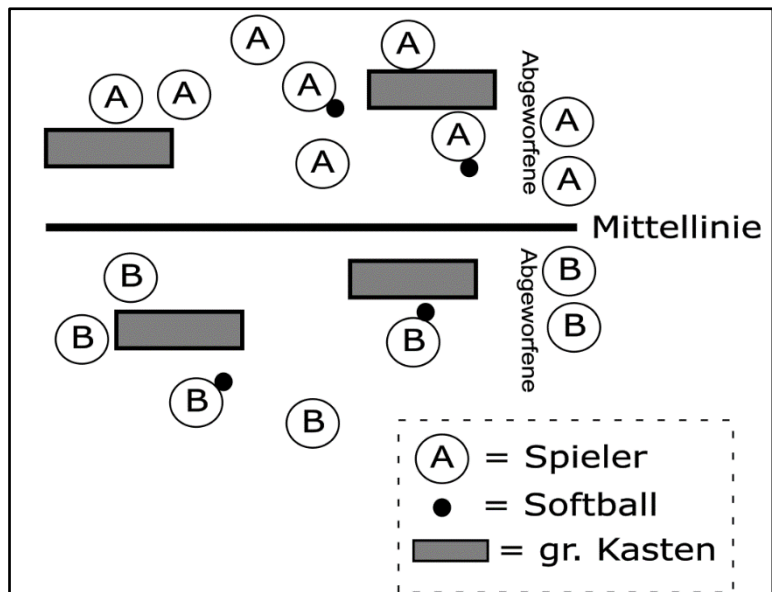 A
A
A
A
A
A
A
Abgeworfene
A
A
Mittellinie
B
B
B
B
B
Abgeworfene
B
B
A = Spieler
= Softball
= gr. Kasten